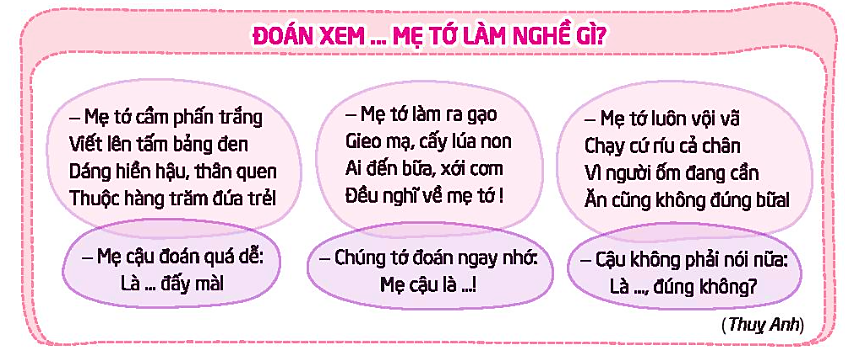 ĐOÁN XEM ... MẸ TỚ LÀM NGHỀ GÌ?
– Mẹ tớ cầm phấn trắng
Viết lên tấm bảng đen
Dáng hiền hậu, thân quen
Thuộc hàng trăm đứa trẻ!
– Mẹ cậu đoán quá dễ:
Là ... đấy mà!
– Mẹ tớ làm ra gạo
Gieo mạ, cấy lúa non
Ai đến bữa, xới cơm
Đều nghĩ về mẹ tớ !
– Chúng tớ đoán ngay nhớ:
Mẹ cậu là ...!
– Mẹ tớ luôn vội vã
Chạy cứ ríu cả chân
Vì người ốm đang cần
Ăn cũng không đúng bữa!
– Cậu không phải nói nữa:
Là ..., đúng không?
(Thuỵ Anh)